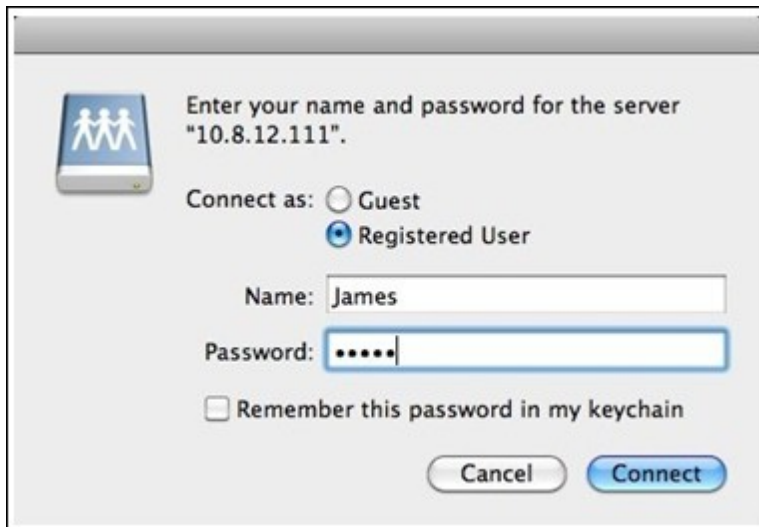 Enter your name and password for the server
“10.8.12.111”.
Connect as: Guest
Registered User
Name: James
Password: •••••
Remember this password in my keychain
Cancel Connect